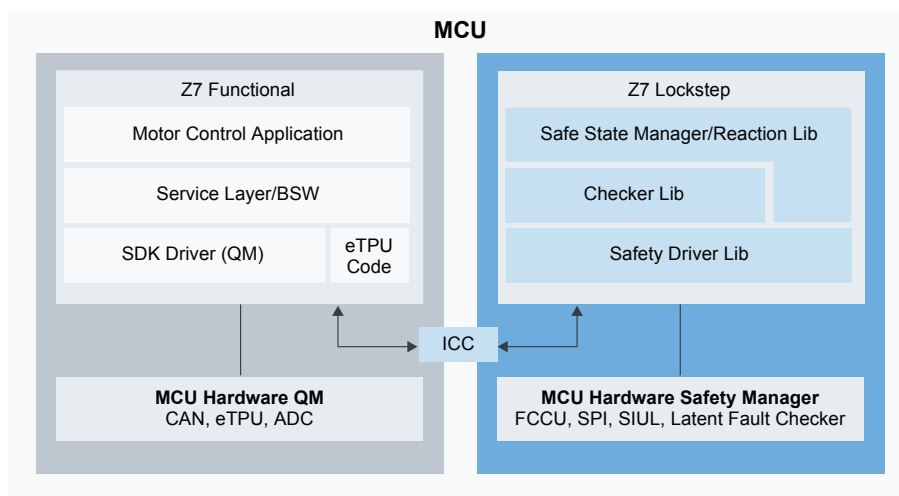 MCU
Z7 Functional
Motor Control Application
Service Layer/BSW
SDK Driver (QM)
eTPU
Code
MCU Hardware QM
CAN, eTPU, ADC
ICC
Z7 Lockstep
Safe State Manager/Reaction Lib
Checker Lib
Safety Driver Lib
MCU Hardware Safety Manager
FCCU, SPI, SIUL, Latent Fault Checker